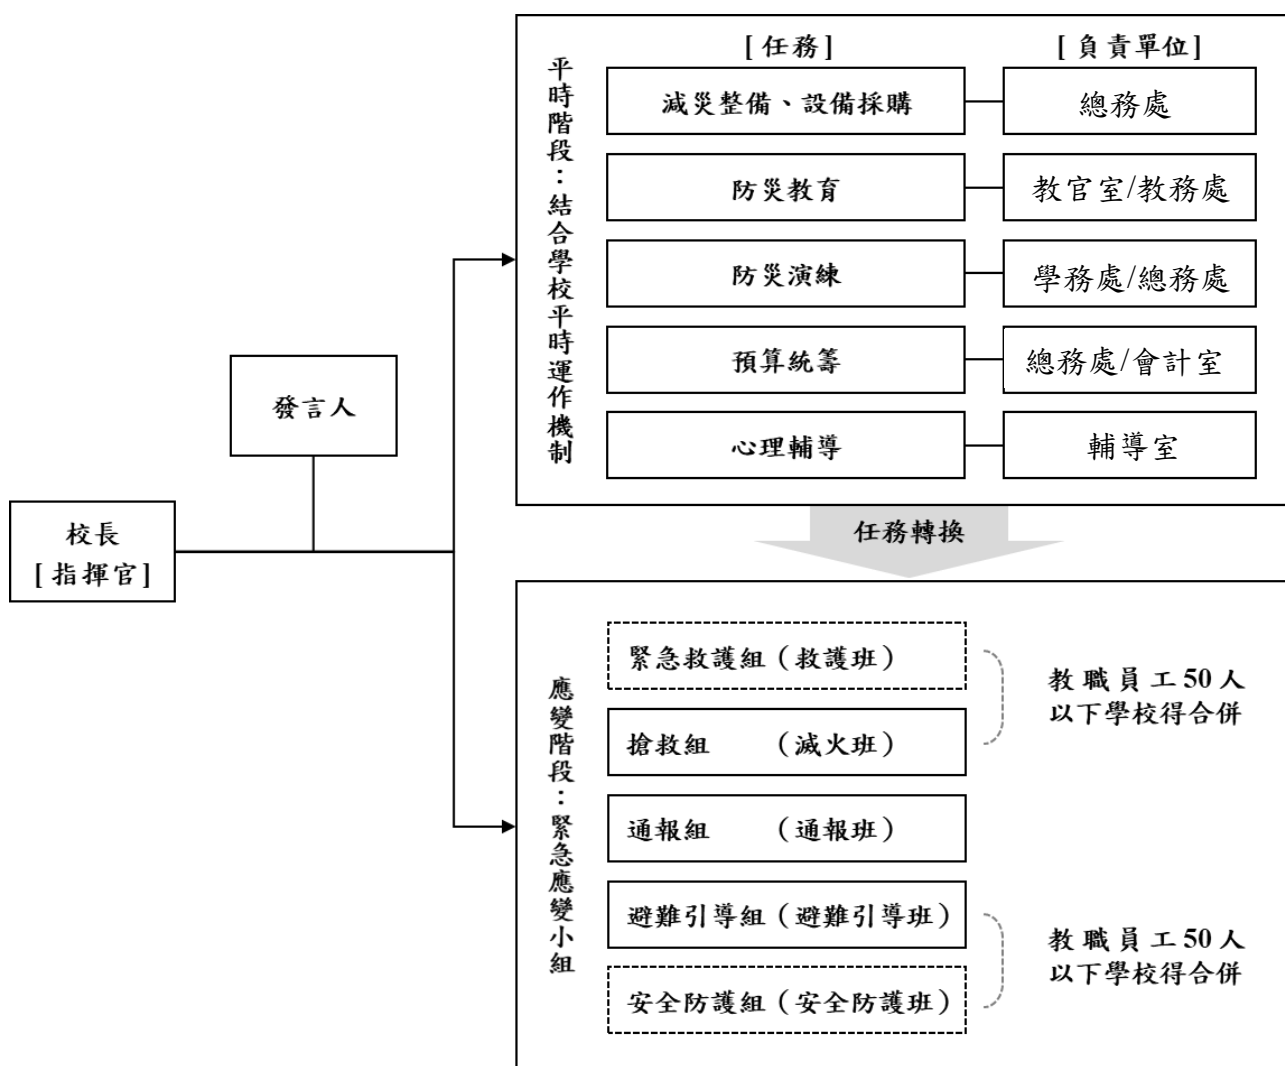 [任務]
[負責單位]
平時階段：結合學校平時運作機制
減災整備、設備採購
總務處
防災教育
教官室/教務處
防災演練
學務處/總務處
預算統籌
總務處/會計室
心理輔導
輔導室
發言人
校長
[指揮官]
任務轉換
應變階段：緊急應變小組
緊急救護組（救護班）
搶救組　　（滅火班）
教職員工50人
以下學校得合併
通報組　　（通報班）
避難引導組（避難引導班）
安全防護組（安全防護班）
教職員工50人
以下學校得合併